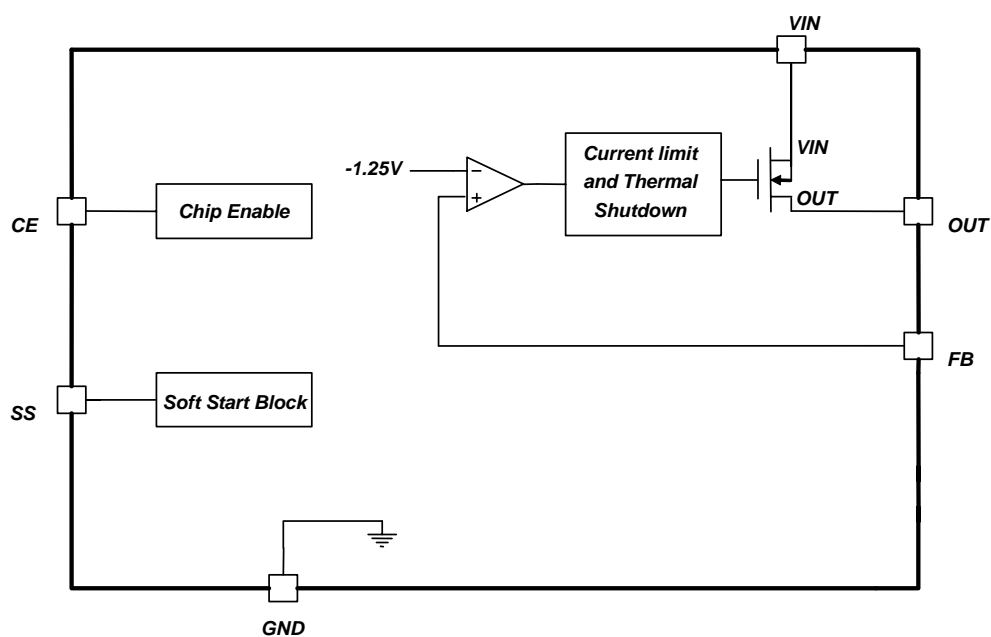 VIN
Current limit
and Thermal
Shutdown
VIN
-1.25V
−
+
OUT
CE
Chip Enable
OUT
FB
SS
Soft Start Block
GND